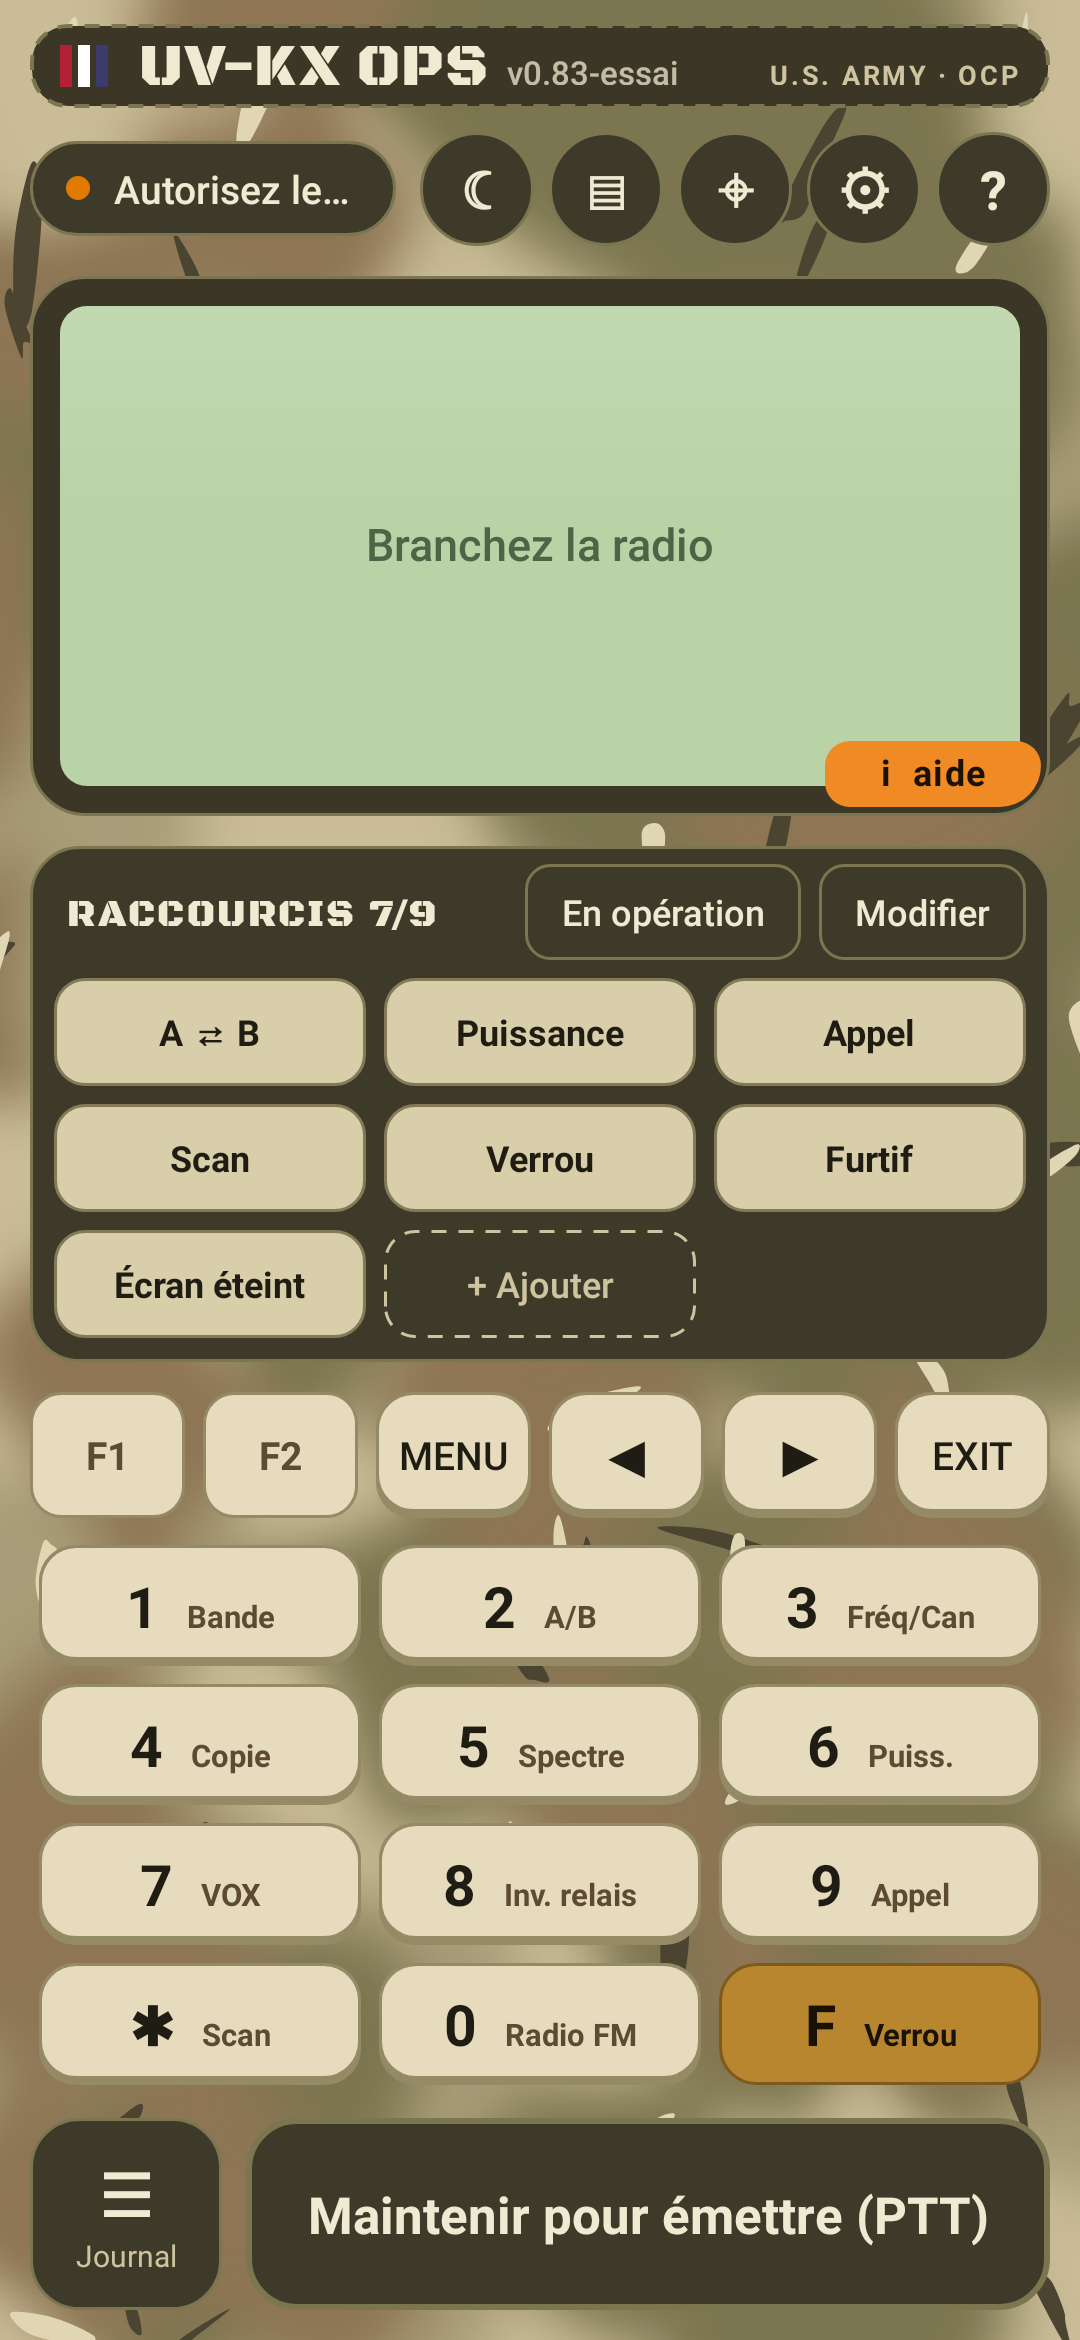 UV-KX OPS v0.83-essai U.S. ARMY · OCP
Autorisez le... ?
Branchez la radio
i aide
RACCOURCIS 7/9 En opération Modifier
A ⇄ B Puissance Appel
Scan Verrou Furtif
Écran éteint + Ajouter
F1 F2 MENU ◀ ▶ EXIT
1 Bande 2 A/B 3 Fréq/Can
4 Copie 5 Spectre 6 Puiss.
7 VOX 8 Inv. relais 9 Appel
✱ Scan 0 Radio FM F Verrou
Journal Maintenir pour émettre (PTT)